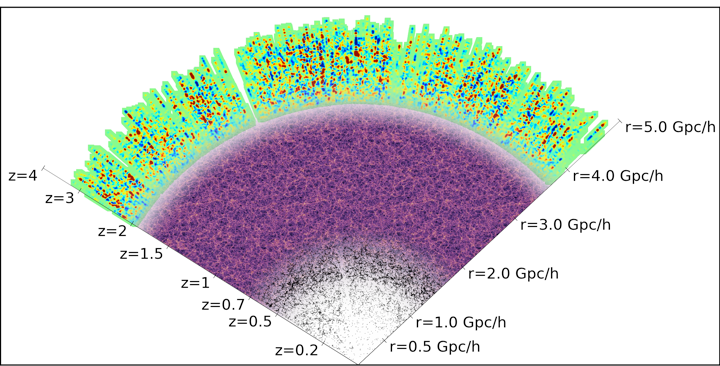 z=4
z=3
z=2
z=1.5
z=1
z=0.7
z=0.5
z=0.2
r=5.0 Gpc/h
r=4.0 Gpc/h
r=3.0 Gpc/h
r=2.0 Gpc/h
r=1.0 Gpc/h
r=0.5 Gpc/h